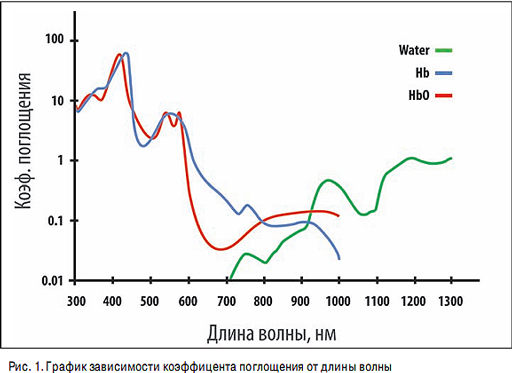 Коэф. поглощения
100
10
1
0.1
0.01
Water
Hb
HbO
300 400 500 600 700 800 900 1000 1100 1200 1300
Длина волны, нм
Рис. 1. График зависимости коэффицента поглощения от длины волны